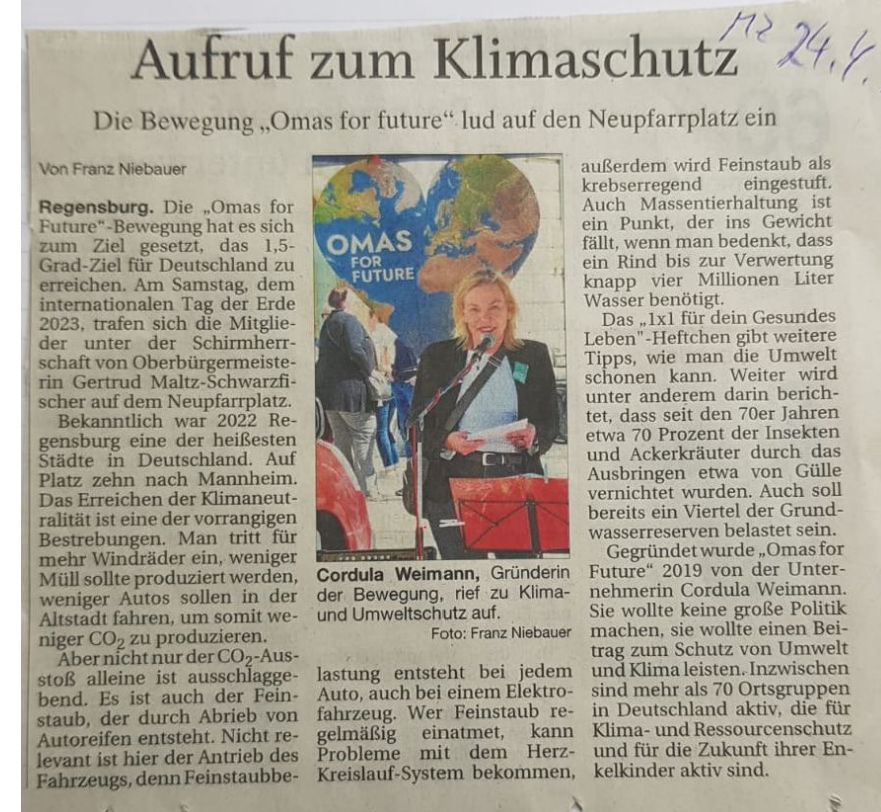 MZ 24.4.
Aufruf zum Klimaschutz
Die Bewegung „Omas for future“ lud auf den Neupfarrplatz ein
Von Franz Niebauer
Regensburg. Die „Omas for
Future“-Bewegung hat es sich
zum Ziel gesetzt, das 1,5-
Grad-Ziel für Deutschland zu
erreichen. Am Samstag, dem
internationalen Tag der Erde
2023, trafen sich die Mitglie-
der unter der Schirmherr-
schaft von Oberbürgermeiste-
rin Gertrud Maltz-Schwarzfi-
scher auf dem Neupfarrplatz.
Bekanntlich war 2022 Re-
gensburg eine der heißesten
Städte in Deutschland. Auf
Platz zehn nach Mannheim.
Das Erreichen der Klimaneut-
ralität ist eine der vorrangigen
Bestrebungen. Man tritt für
mehr Windräder ein, weniger
Müll sollte produziert werden,
weniger Autos sollen in der
Altstadt fahren, um somit we-
niger CO₂ zu produzieren.
Aber nicht nur der CO₂-Aus-
stoß alleine ist ausschlagge-
bend. Es ist auch der Fein-
staub, der durch Abrieb von
Autoreifen entsteht. Nicht re-
levant ist hier der Antrieb des
Fahrzeugs, denn Feinstaubbe-
OMAS
FOR
FUTURE
Cordula Weimann, Gründerin
der Bewegung, rief zu Klima-
und Umweltschutz auf.
Foto: Franz Niebauer
lastung entsteht bei jedem
Auto, auch bei einem Elektro-
fahrzeug. Wer Feinstaub re-
gelmäßig einatmet, kann
Probleme mit dem Herz-
Kreislauf-System bekommen,
außerdem wird Feinstaub als
krebserregend eingestuft.
Auch Massentierhaltung ist
ein Punkt, der ins Gewicht
fällt, wenn man bedenkt, dass
ein Rind bis zur Verwertung
knapp vier Millionen Liter
Wasser benötigt.
Das „1x1 für dein Gesundes
Leben"-Heftchen gibt weitere
Tipps, wie man die Umwelt
schonen kann. Weiter wird
unter anderem darin berich-
tet, dass seit den 70er Jahren
etwa 70 Prozent der Insekten
und Ackerkräuter durch das
Ausbringen etwa von Gülle
vernichtet wurden. Auch soll
bereits ein Viertel der Grund-
wasserreserven belastet sein.
Gegründet wurde „Omas for
Future“ 2019 von der Unter-
nehmerin Cordula Weimann.
Sie wollte keine große Politik
machen, sie wollte einen Bei-
trag zum Schutz von Umwelt
und Klima leisten. Inzwischen
sind mehr als 70 Ortsgruppen
in Deutschland aktiv, die für
Klima- und Ressourcenschutz
und für die Zukunft ihrer En-
kelkinder aktiv sind.